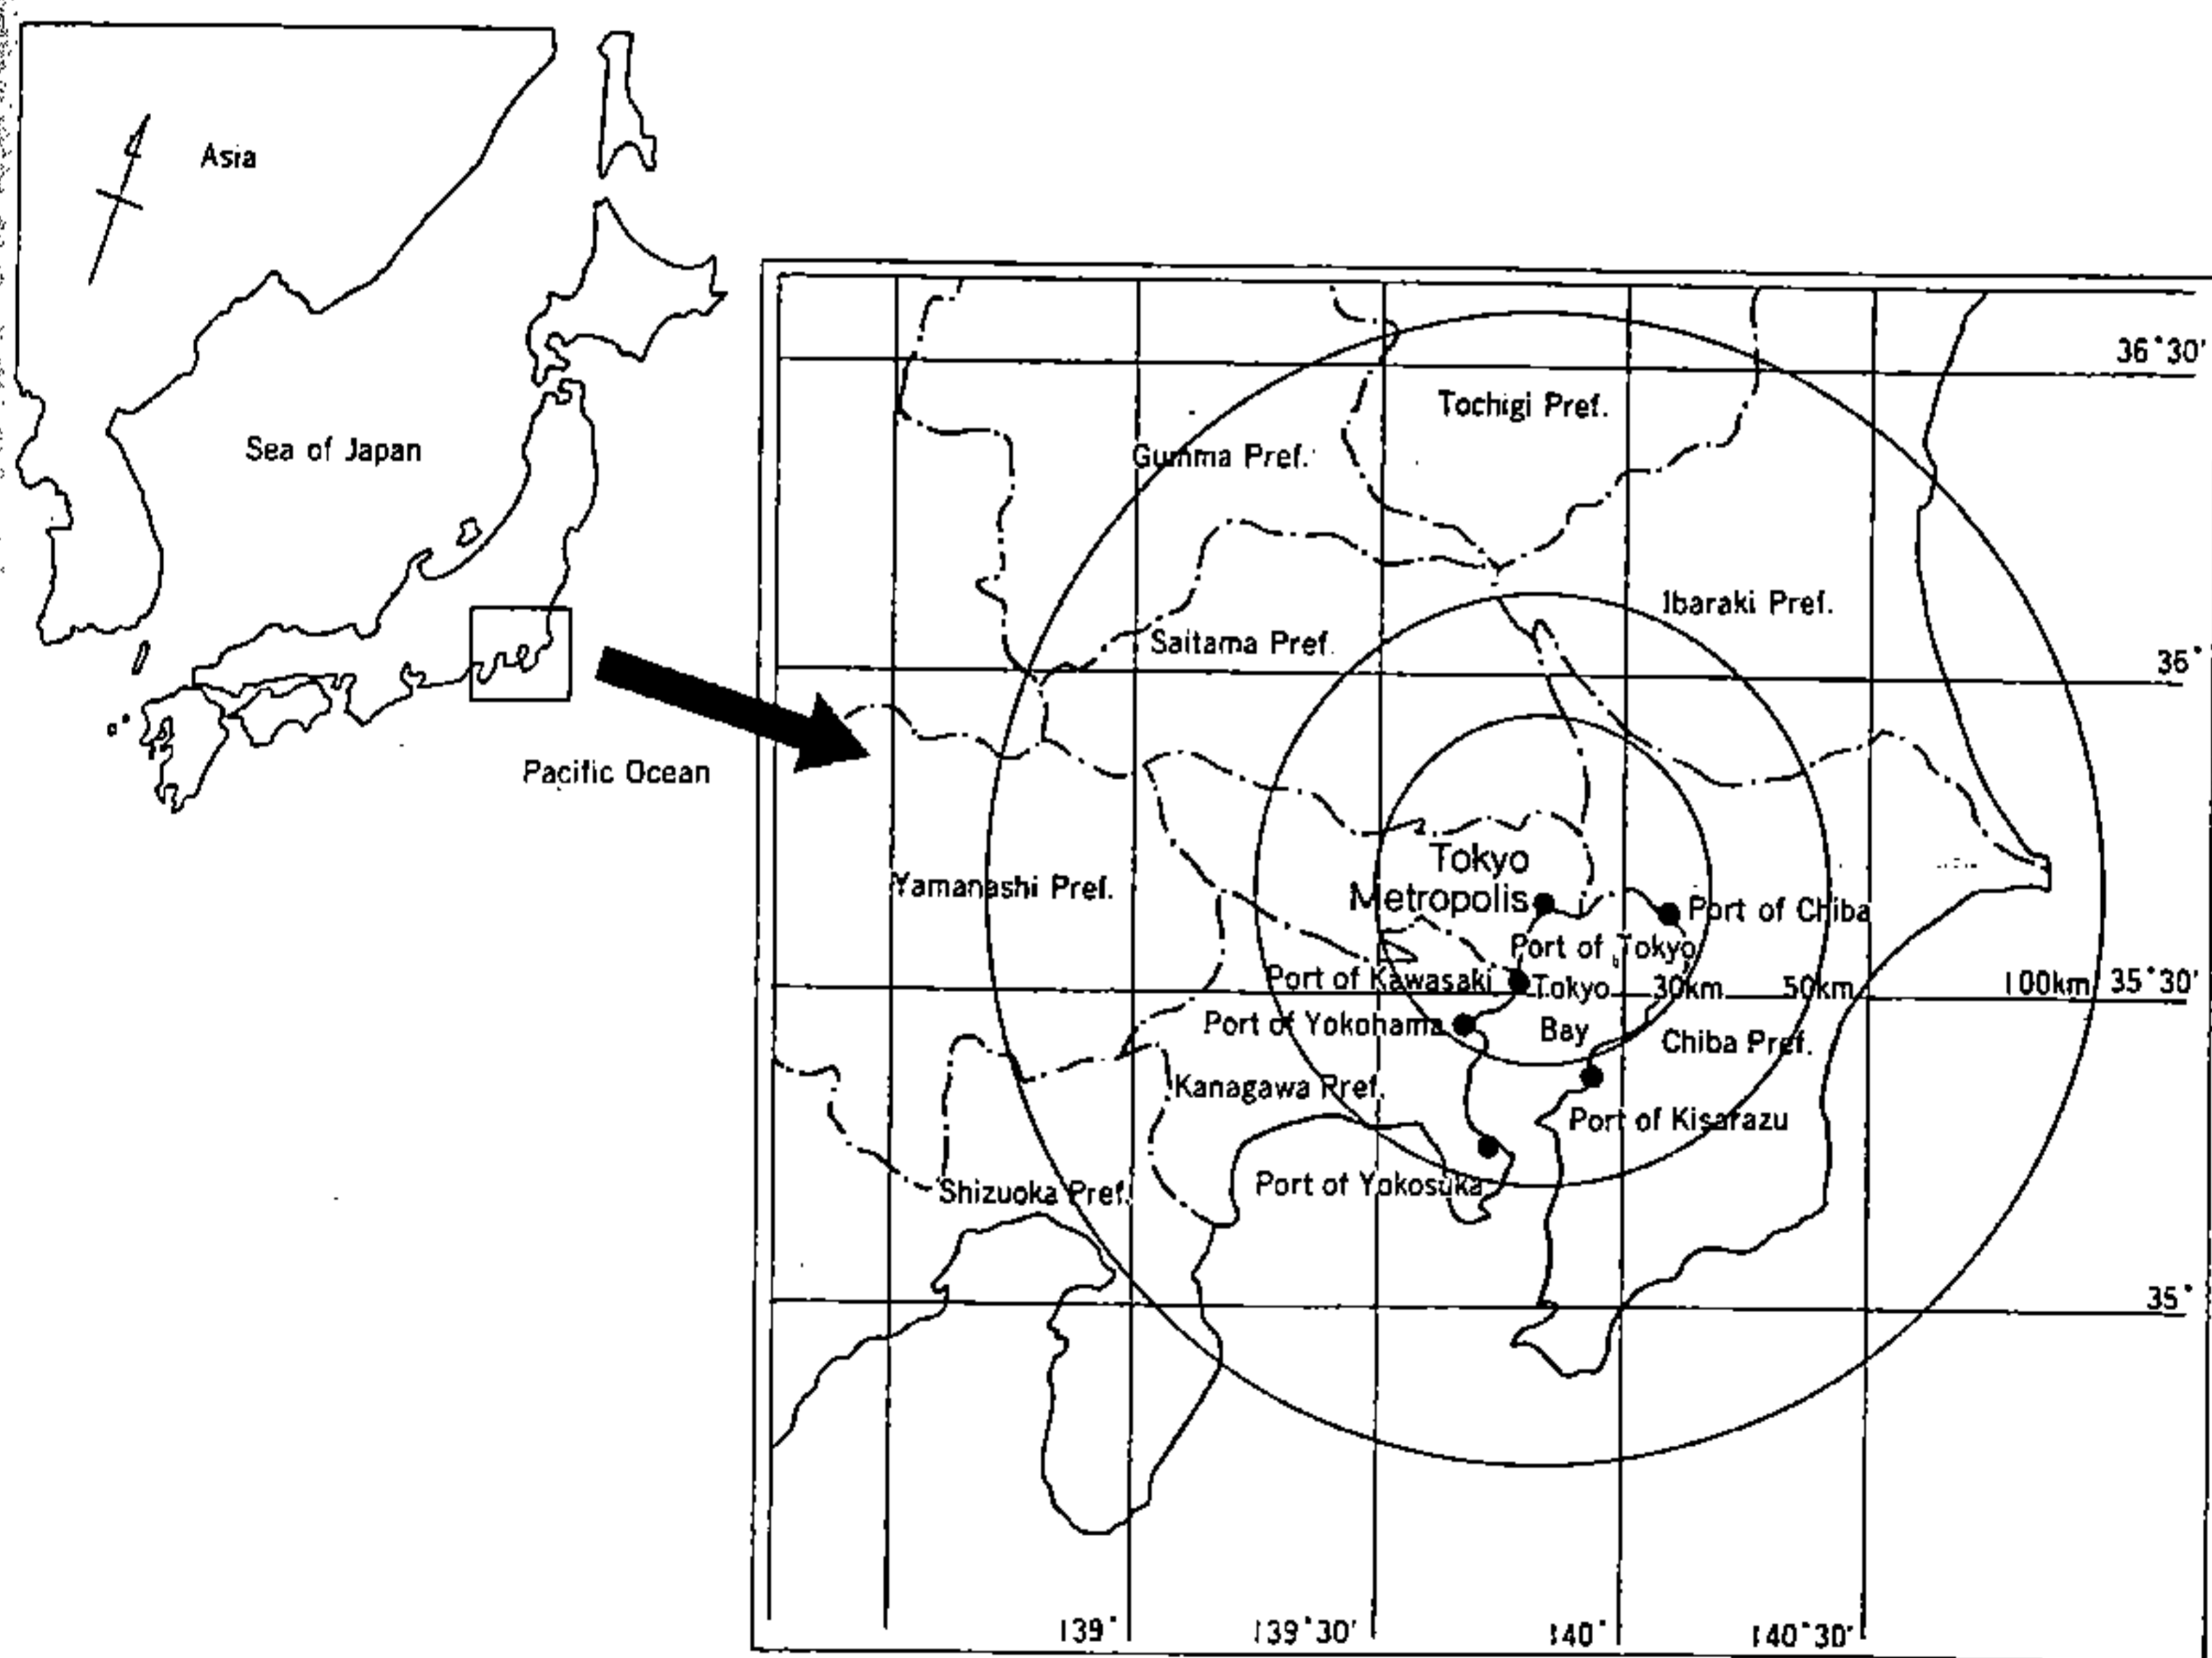 Asia
Sea of Japan
Pacific Ocean
36°30'
Tochigi Pref.
Gumma Pref.
Ibaraki Pref.
Saitama Pref.
36°
Tokyo
Metropolis
Yamanashi Pref.
Port of Chiba
Port of Tokyo
Port of Kawasaki
Tokyo
Bay
30km
50km
100km
35°30'
Port of Yokohama
Chiba Pref.
Kanagawa Pref.
Port of Kisarazu
Port of Yokosuka
Shizuoka Pref.
35°
139°
139°30'
140°
140°30'